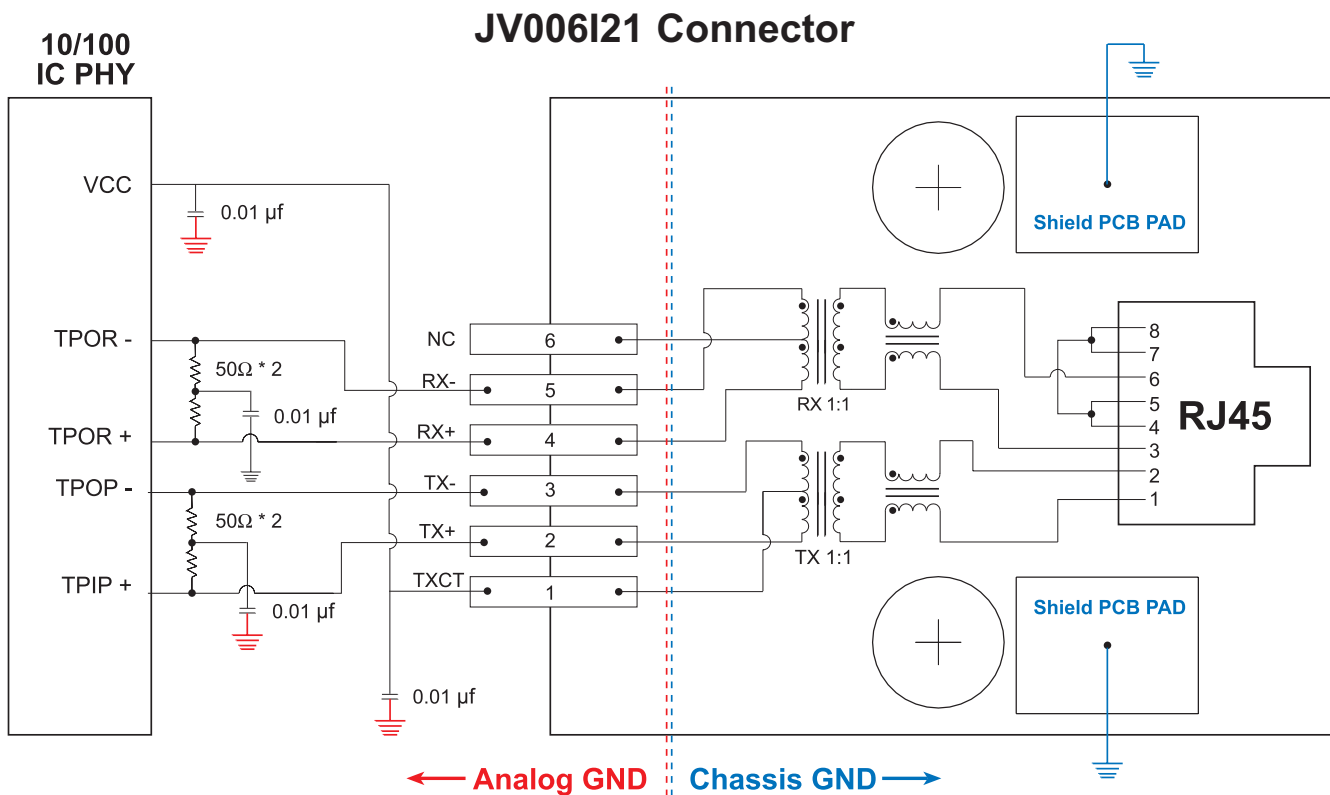 JV006I21 Connector
10/100
IC PHY
VCC
0.01 µf
Shield PCB PAD
TPOR -
50Ω * 2
0.01 µf
TPOR +
TPOP -
50Ω * 2
0.01 µf
TPIP +
0.01 µf
NC
6
RX-
5
RX+
4
TX-
3
TX+
2
TXCT
1
RX 1:1
TX 1:1
8
7
6
5
4
3
2
1
RJ45
Shield PCB PAD
Analog GND
Chassis GND